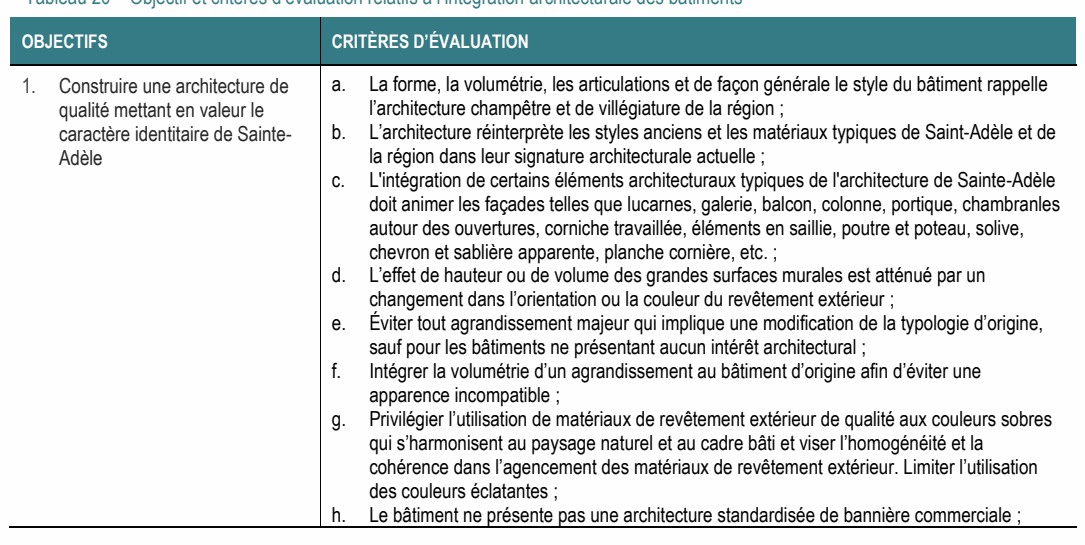 Tableau 20 – Objectif et critères d'évaluation relatifs à l'intégration architecturale des bâtiments
OBJECTIFS
CRITÈRES D'ÉVALUATION
1. Construire une architecture de
qualité mettant en valeur le
caractère identitaire de Sainte-
Adèle
a. La forme, la volumétrie, les articulations et de façon générale le style du bâtiment rappelle
l'architecture champêtre et de villégiature de la région ;
b. L'architecture réinterprète les styles anciens et les matériaux typiques de Saint-Adèle et de
la région dans leur signature architecturale actuelle ;
c. L'intégration de certains éléments architecturaux typiques de l'architecture de Sainte-Adèle
doit animer les façades telles que lucarnes, galerie, balcon, colonne, portique, chambranles
autour des ouvertures, corniche travaillée, éléments en saillie, poutre et poteau, solive,
chevron et sablière apparente, planche cornière, etc. ;
d. L'effet de hauteur ou de volume des grandes surfaces murales est atténué par un
changement dans l'orientation ou la couleur du revêtement extérieur ;
e. Éviter tout agrandissement majeur qui implique une modification de la typologie d'origine,
sauf pour les bâtiments ne présentant aucun intérêt architectural ;
f. Intégrer la volumétrie d'un agrandissement au bâtiment d'origine afin d'éviter une
apparence incompatible ;
g. Privilégier l'utilisation de matériaux de revêtement extérieur de qualité aux couleurs sobres
qui s'harmonisent au paysage naturel et au cadre bâti et viser l'homogénéité et la
cohérence dans l'agencement des matériaux de revêtement extérieur. Limiter l'utilisation
des couleurs éclatantes ;
h. Le bâtiment ne présente pas une architecture standardisée de bannière commerciale ;